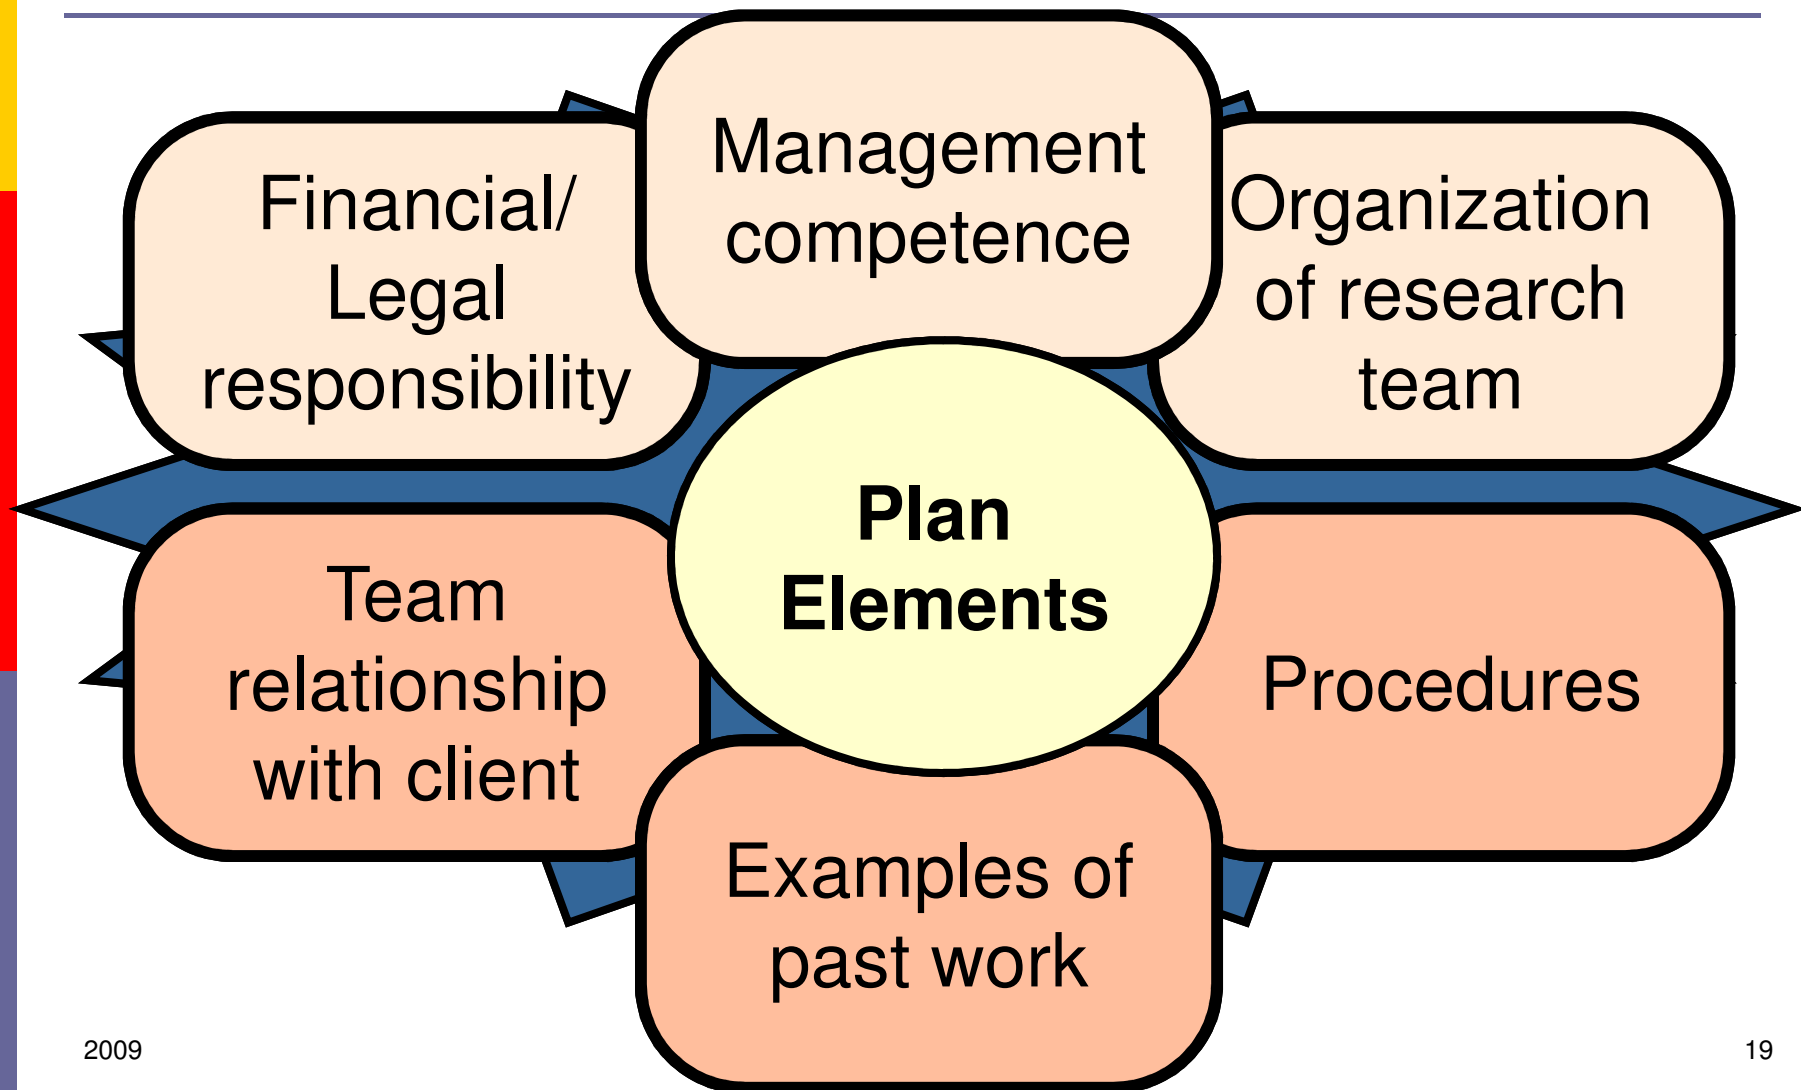 Management
competence
Financial/
Legal
responsibility
Organization
of research
team
Plan
Elements
Team
relationship
with client
Procedures
Examples of
past work
2009
19